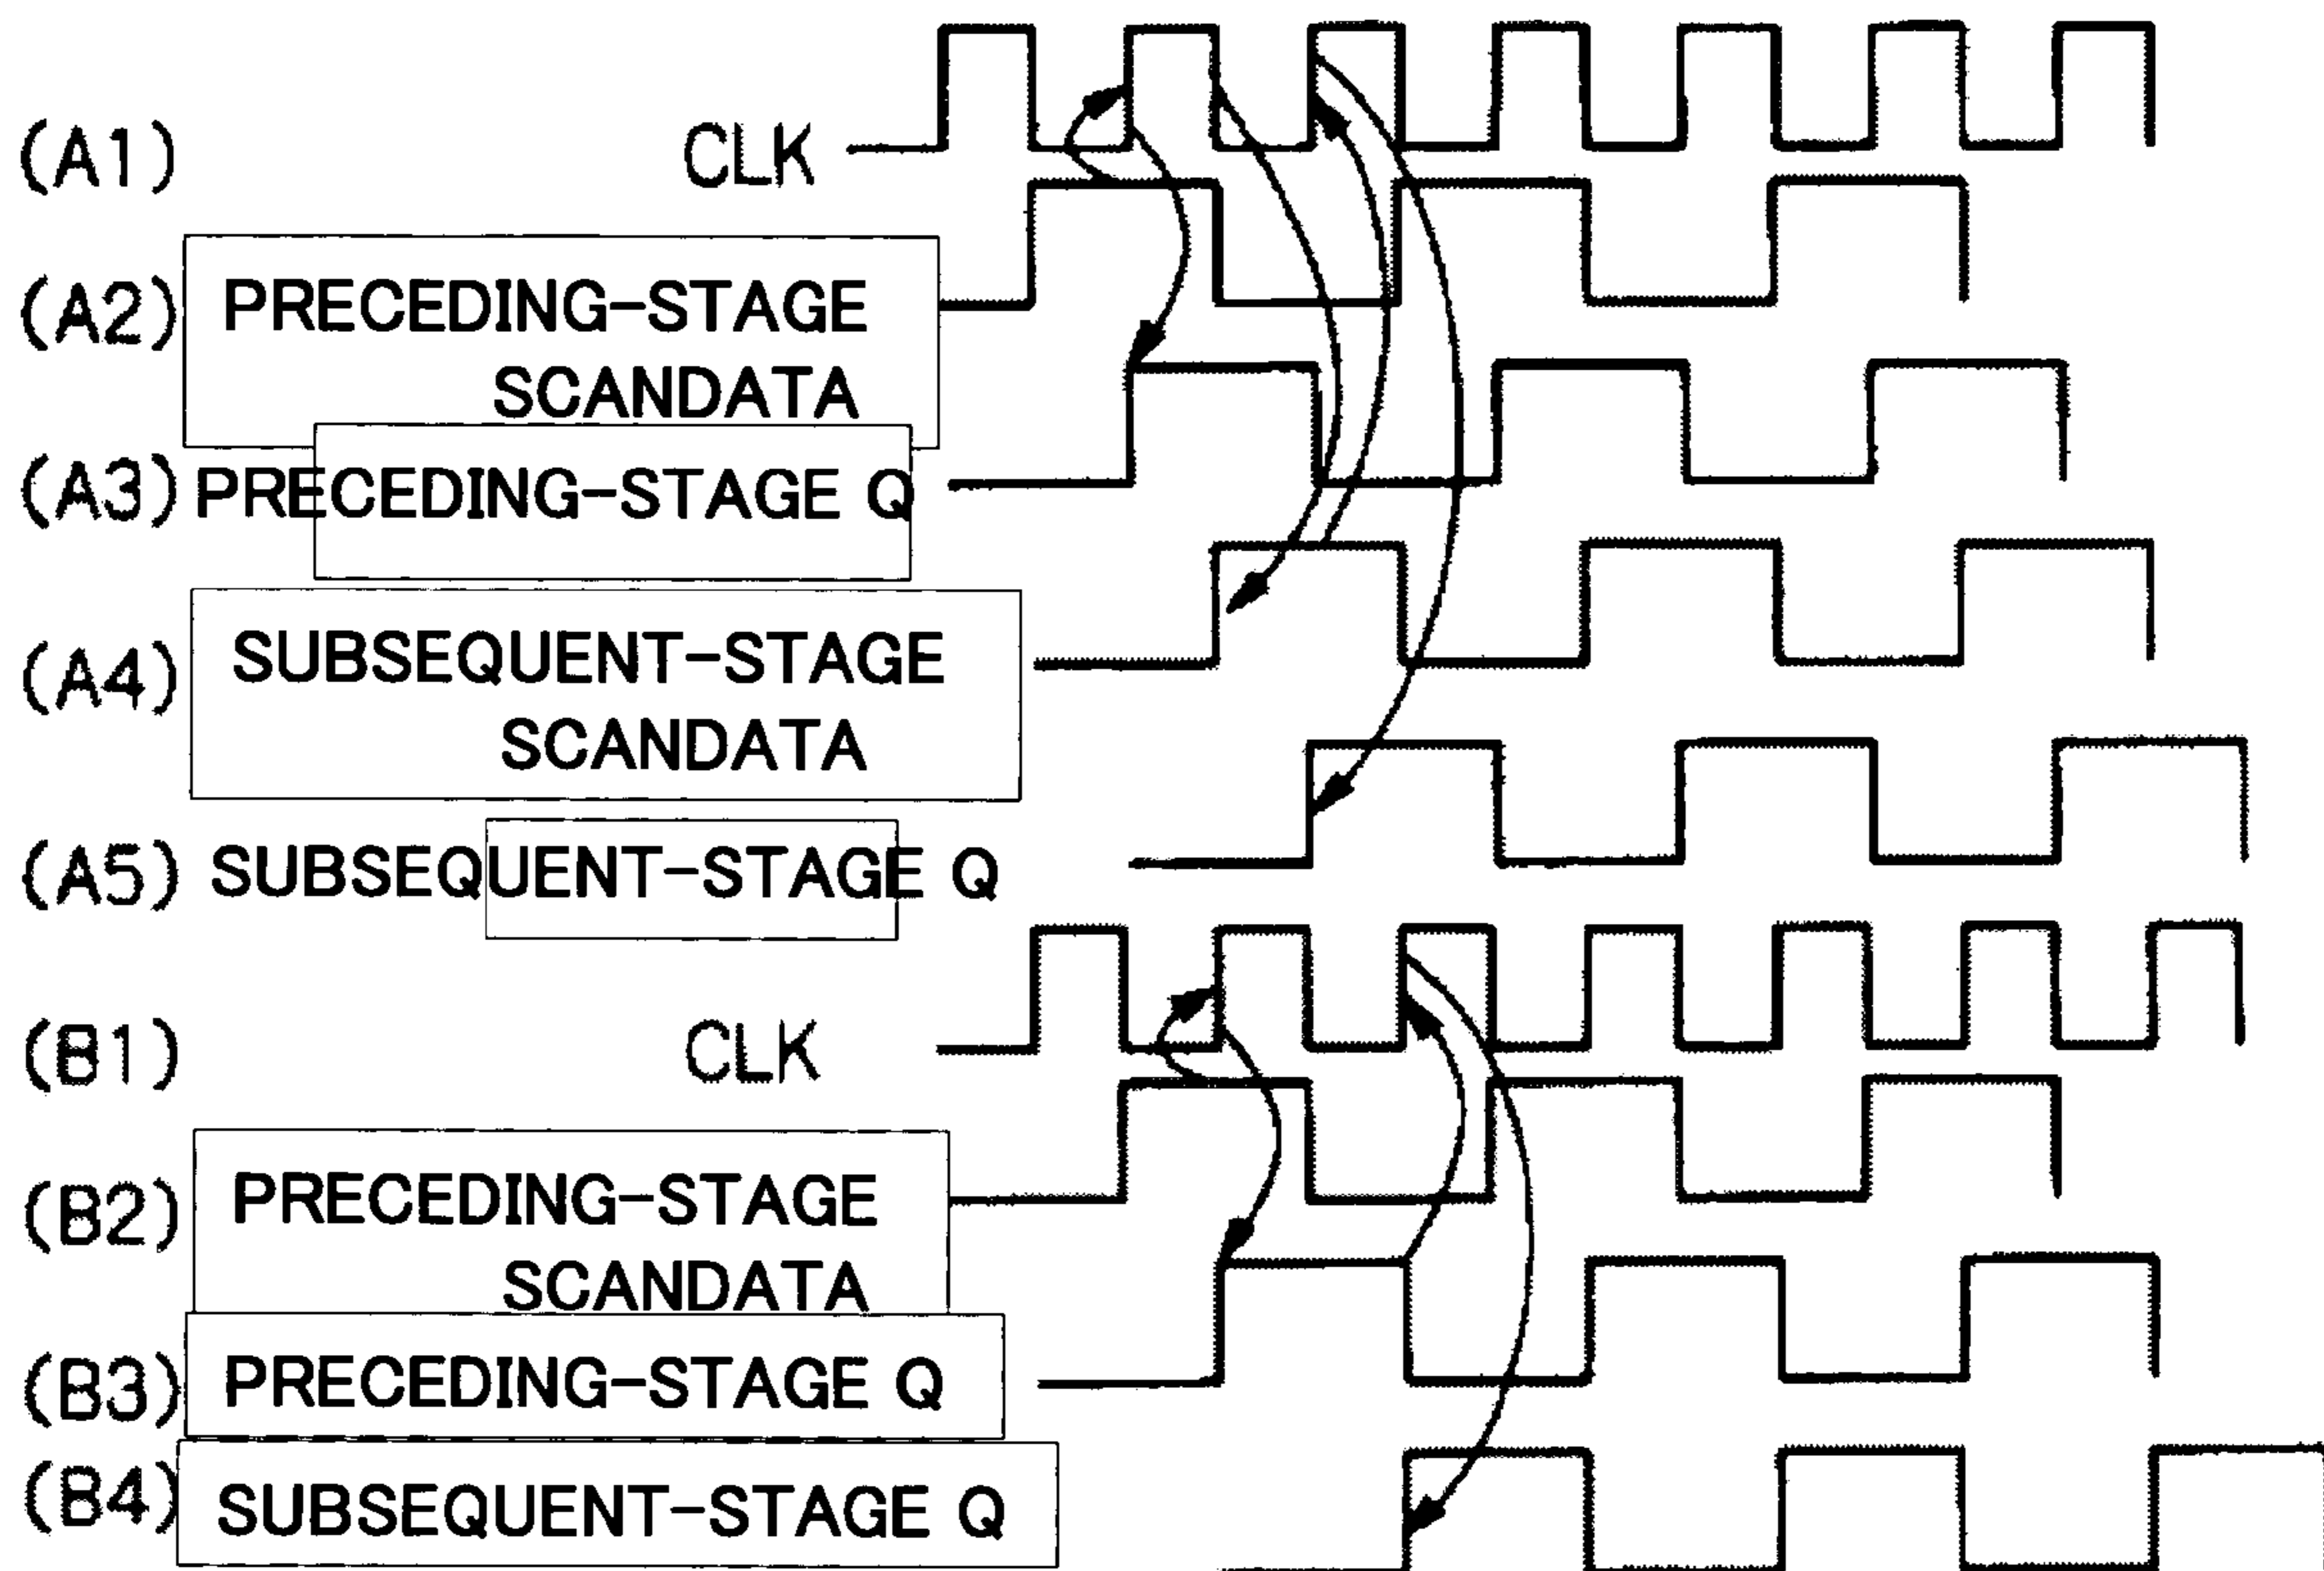 (A1) CLK
(A2) PRECEDING-STAGE
SCANDATA
(A3) PRECEDING-STAGE Q
(A4) SUBSEQUENT-STAGE
SCANDATA
(A5) SUBSEQUENT-STAGE Q
(B1) CLK
(B2) PRECEDING-STAGE
SCANDATA
(B3) PRECEDING-STAGE Q
(B4) SUBSEQUENT-STAGE Q